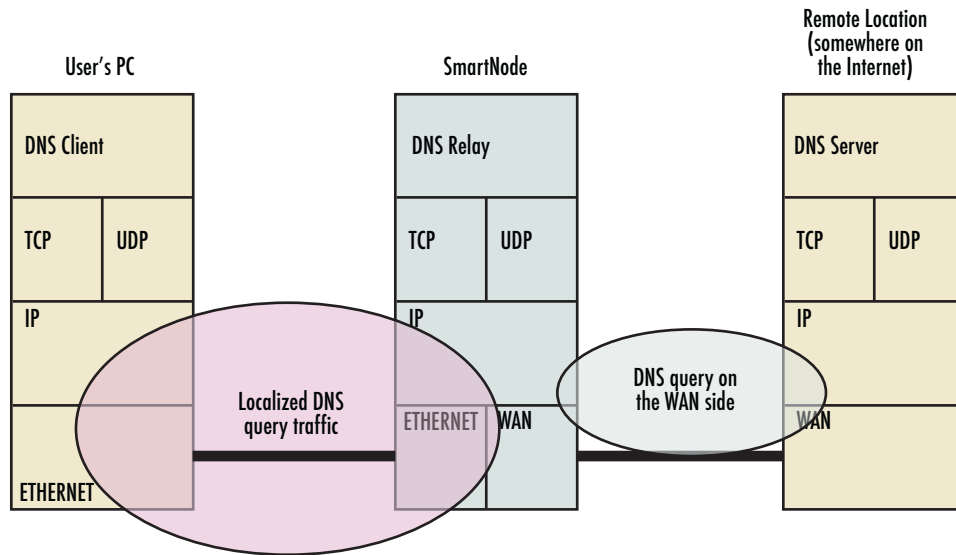 User's PC
SmartNode
Remote Location
(somewhere on
the Internet)
DNS Client
TCP
UDP
IP
ETHERNET
Localized DNS
query traffic
DNS Relay
TCP
UDP
IP
ETHERNET
WAN
DNS query on
the WAN side
DNS Server
TCP
UDP
IP
WAN